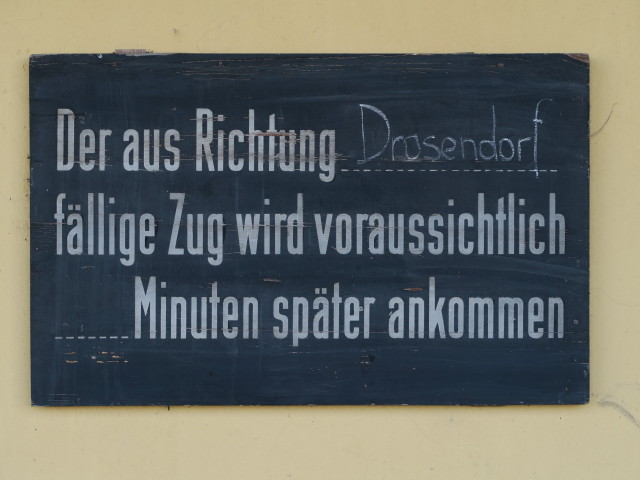 Der aus Richtung Drosendorf
fällige Zug wird voraussichtlich
Minuten später ankommen